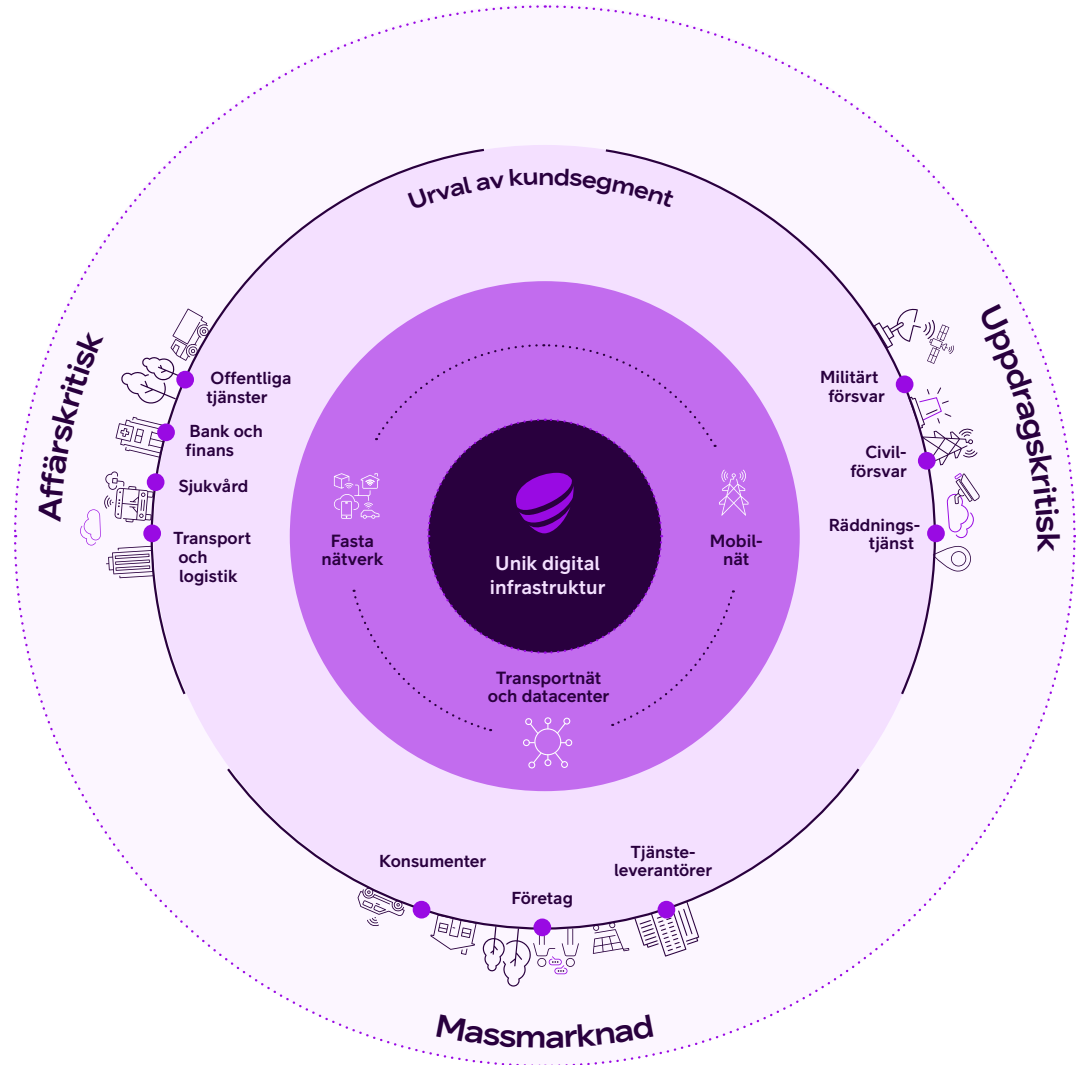 Urval av kundsegment
Affärskritisk
Uppdragskritisk
Offentliga
tjänster
Bank och
finans
Sjukvård
Transport
och
logistik
Militärt
försvar
Civil-
försvar
Räddnings-
tjänst
Fasta
nätverk
Unik digital
infrastruktur
Mobil-
nät
Transportnät
och datacenter
Konsumenter
Företag
Tjänste-
leverantörer
Massmarknad